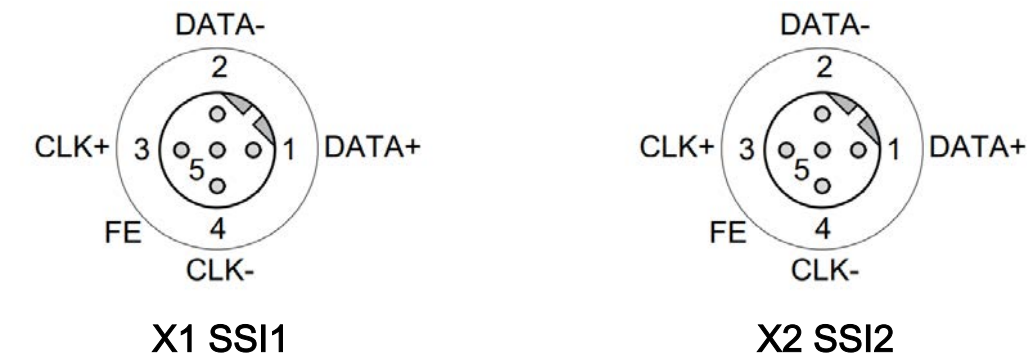 DATA-
2
CLK+ 3 5 1 DATA+
FE
4
CLK-
X1 SSI1
DATA-
2
CLK+ 3 5 1 DATA+
FE
4
CLK-
X2 SSI2